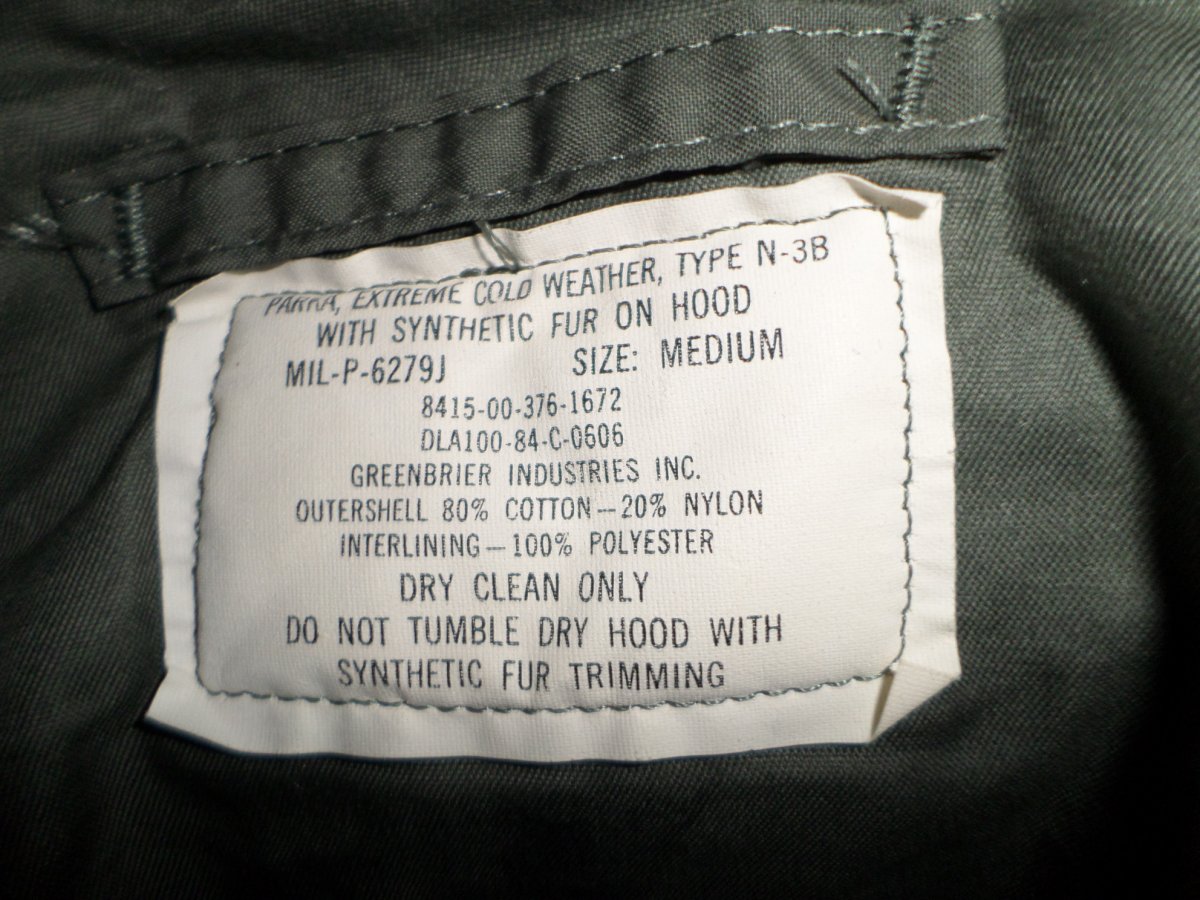 PARKA, EXTREME COLD WEATHER, TYPE N-3B
WITH SYNTHETIC FUR ON HOOD
MIL-P-6279J SIZE: MEDIUM
8415-00-376-1672
DLA100-84-C-0606
GREENBRIER INDUSTRIES INC.
OUTERSHELL 80% COTTON—20% NYLON
INTERLINING—100% POLYESTER
DRY CLEAN ONLY
DO NOT TUMBLE DRY HOOD WITH
SYNTHETIC FUR TRIMMING